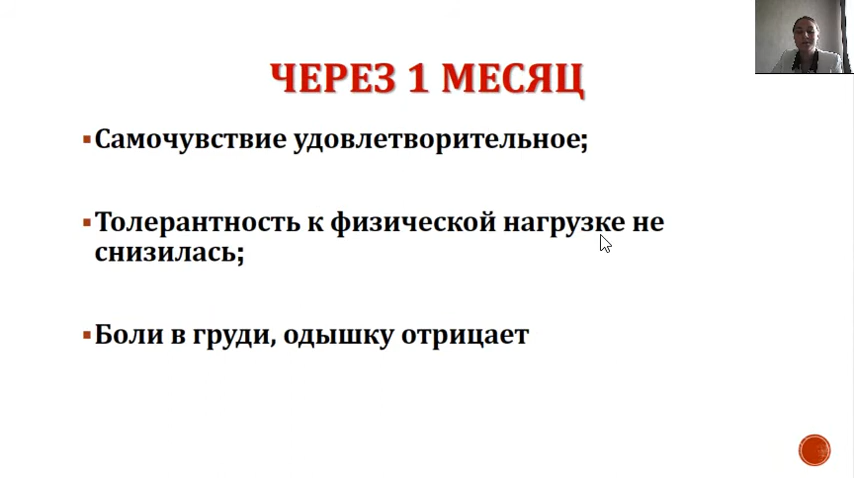 ЧЕРЕЗ 1 МЕСЯЦ
▪Самочувствие удовлетворительное;
▪Толерантность к физической нагрузке не
снизилась;
▪Боли в груди, одышку отрицает